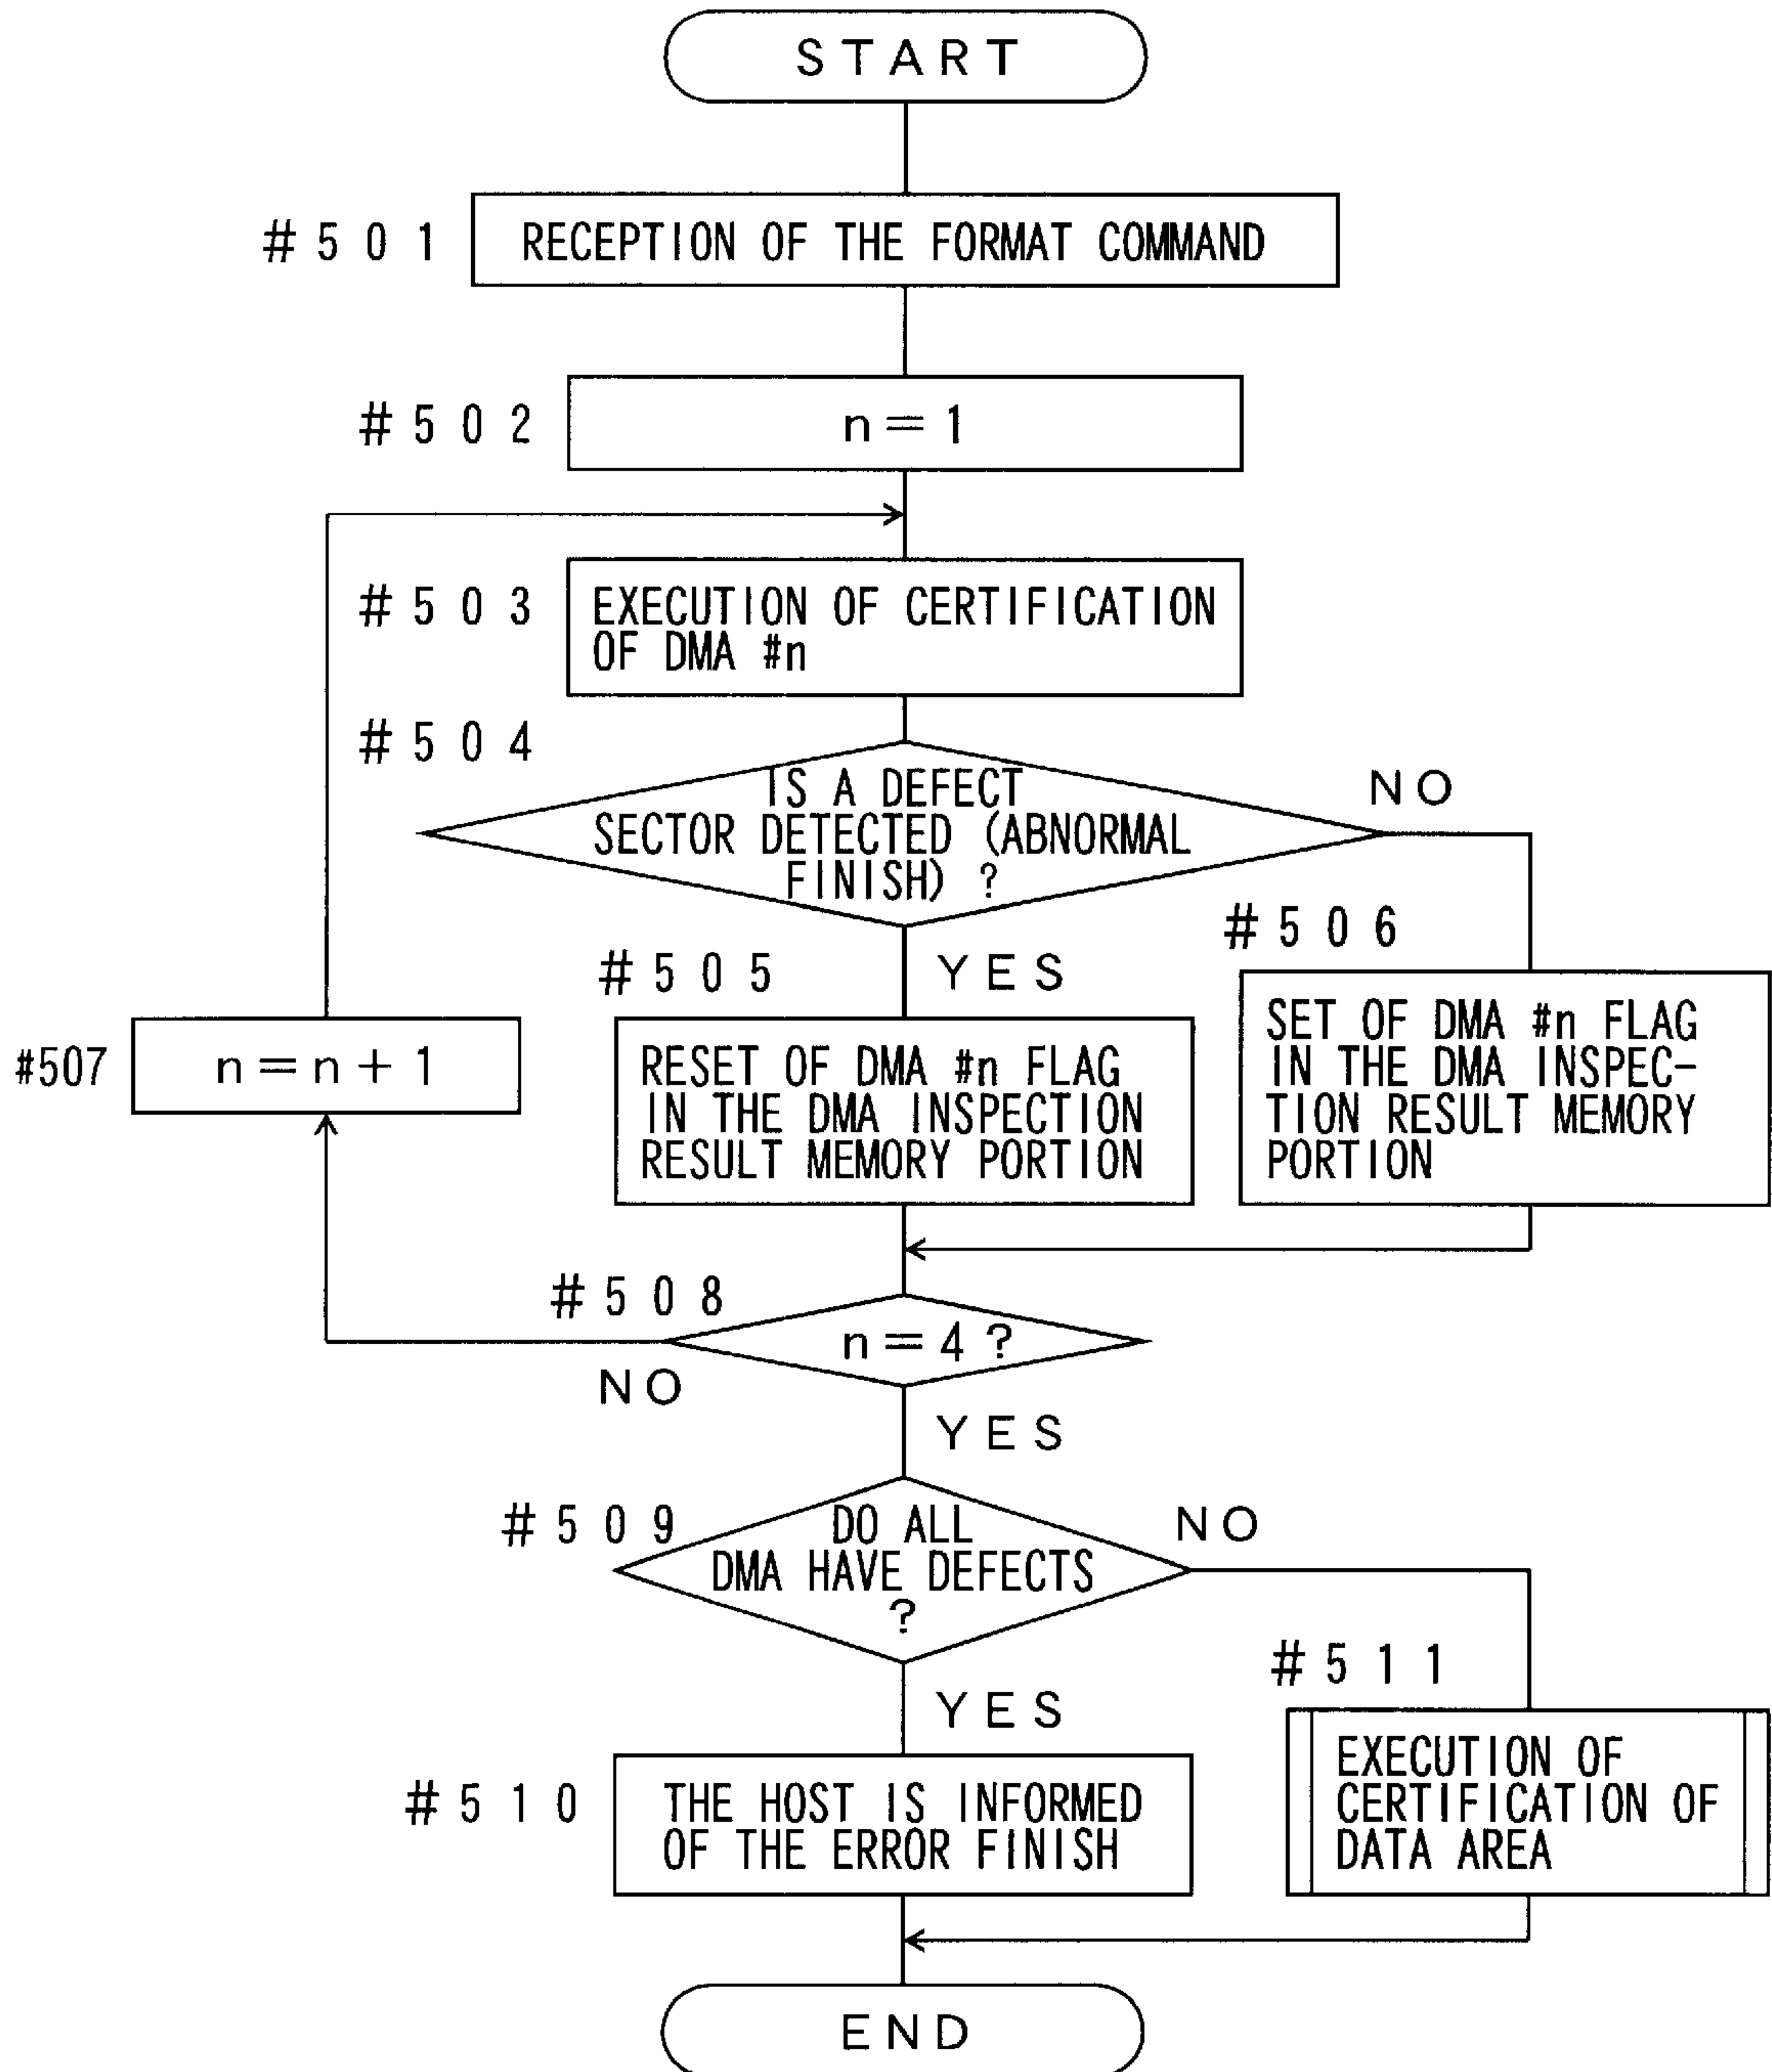 START
#501
RECEPTION OF THE FORMAT COMMAND
#502
n=1
#503
EXECUTION OF CERTIFICATION
OF DMA #n
#504
IS A DEFECT
SECTOR DETECTED (ABNORMAL
FINISH) ?
NO
#506
#505
YES
SET OF DMA #n FLAG
IN THE DMA INSPEC-
TION RESULT MEMORY
PORTION
#507
n=n+1
RESET OF DMA #n FLAG
IN THE DMA INSPECTION
RESULT MEMORY PORTION
#508
n=4?
NO
YES
#509
DO ALL
DMA HAVE DEFECTS
?
NO
#511
YES
EXECUTION OF
CERTIFICATION OF
DATA AREA
#510
THE HOST IS INFORMED
OF THE ERROR FINISH
END